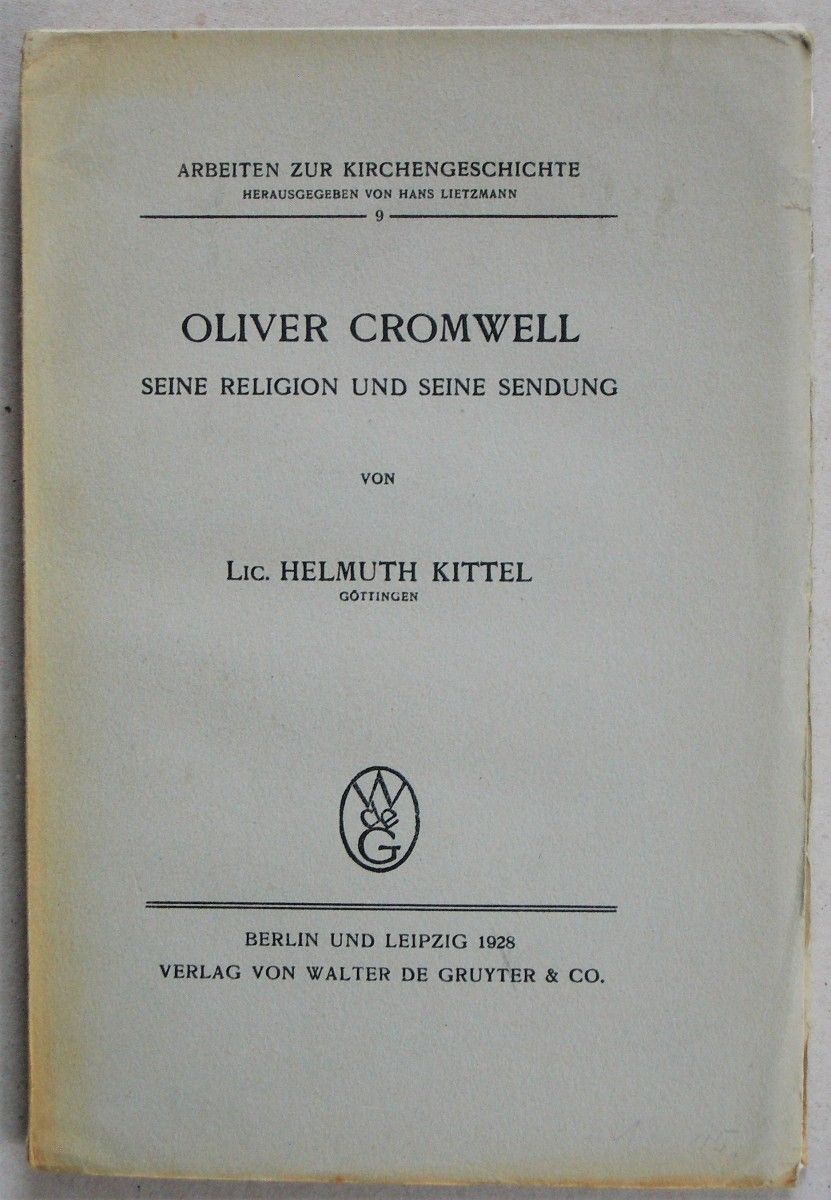 ARBEITEN ZUR KIRCHENGESCHICHTE
HERAUSGEGEBEN VON HANS LIETZMANN
9
OLIVER CROMWELL
SEINE RELIGION UND SEINE SENDUNG
VON
LIC. HELMUTH KITTEL
GÖTTINGEN
W
de
G
BERLIN UND LEIPZIG 1928
VERLAG VON WALTER DE GRUYTER & CO.